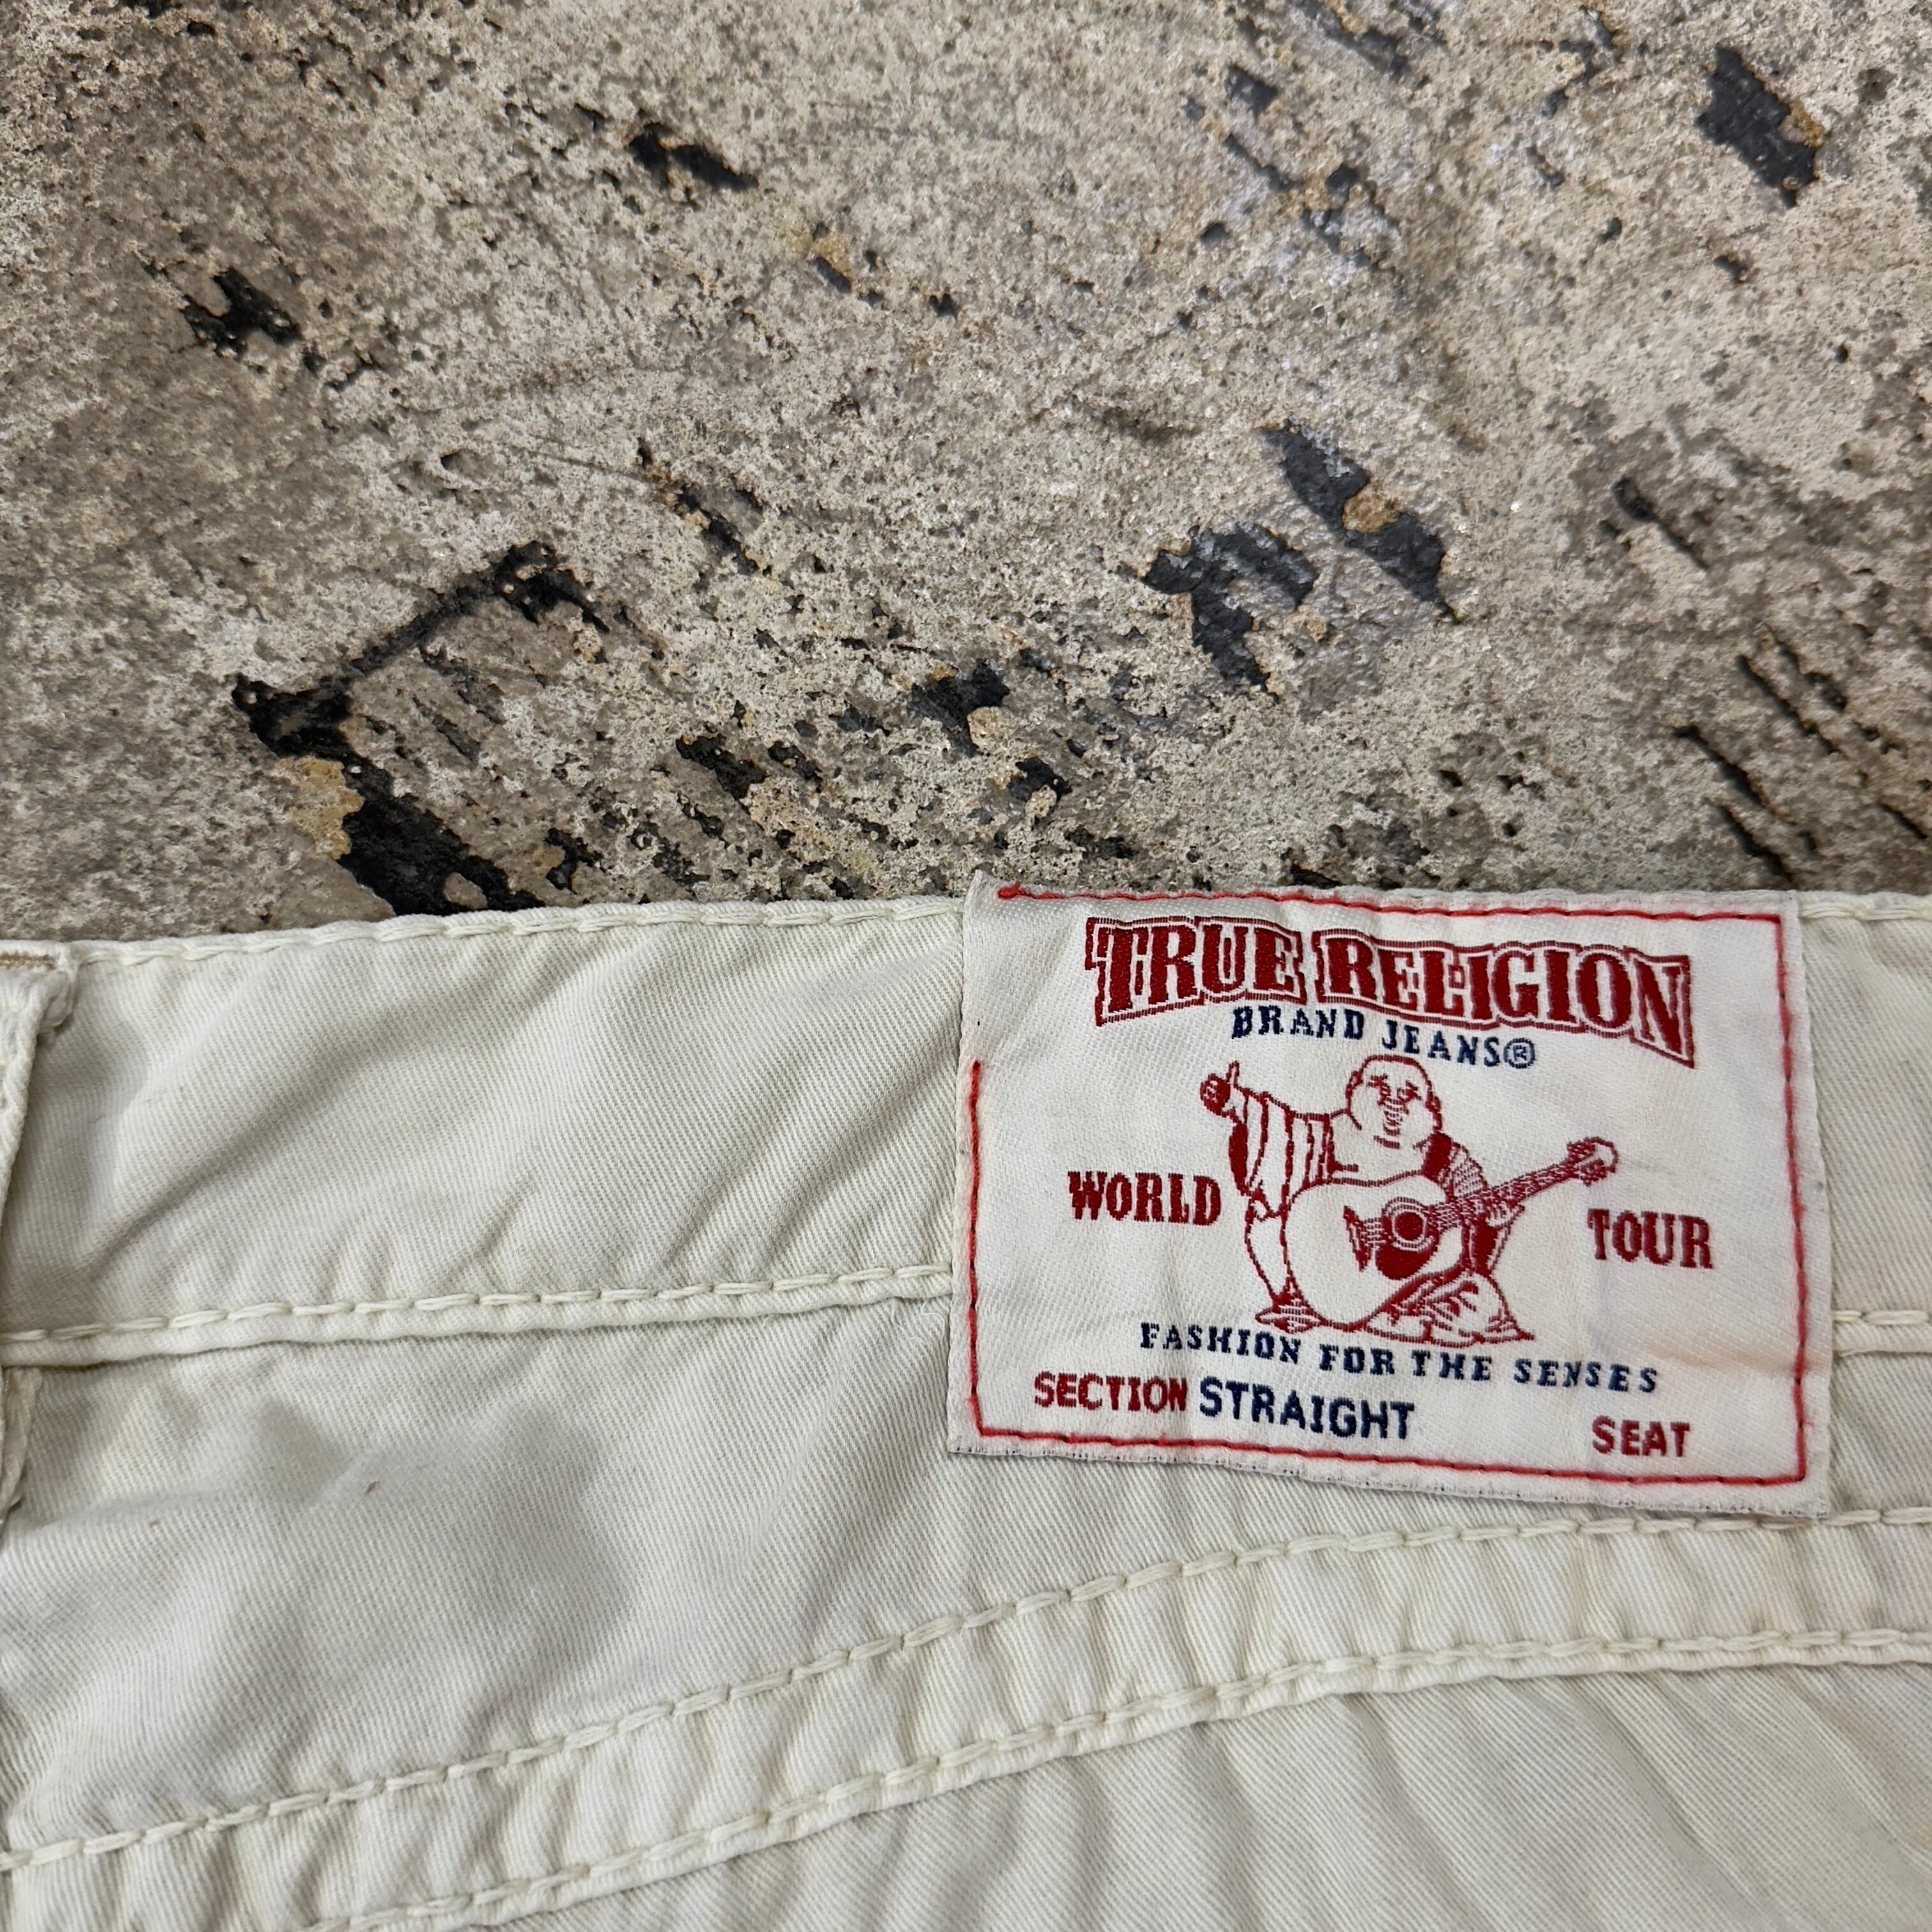 TRUE RELIGION
BRAND JEANS®
WORLD TOUR
FASHION FOR THE SENSES
SECTION STRAIGHT SEAT